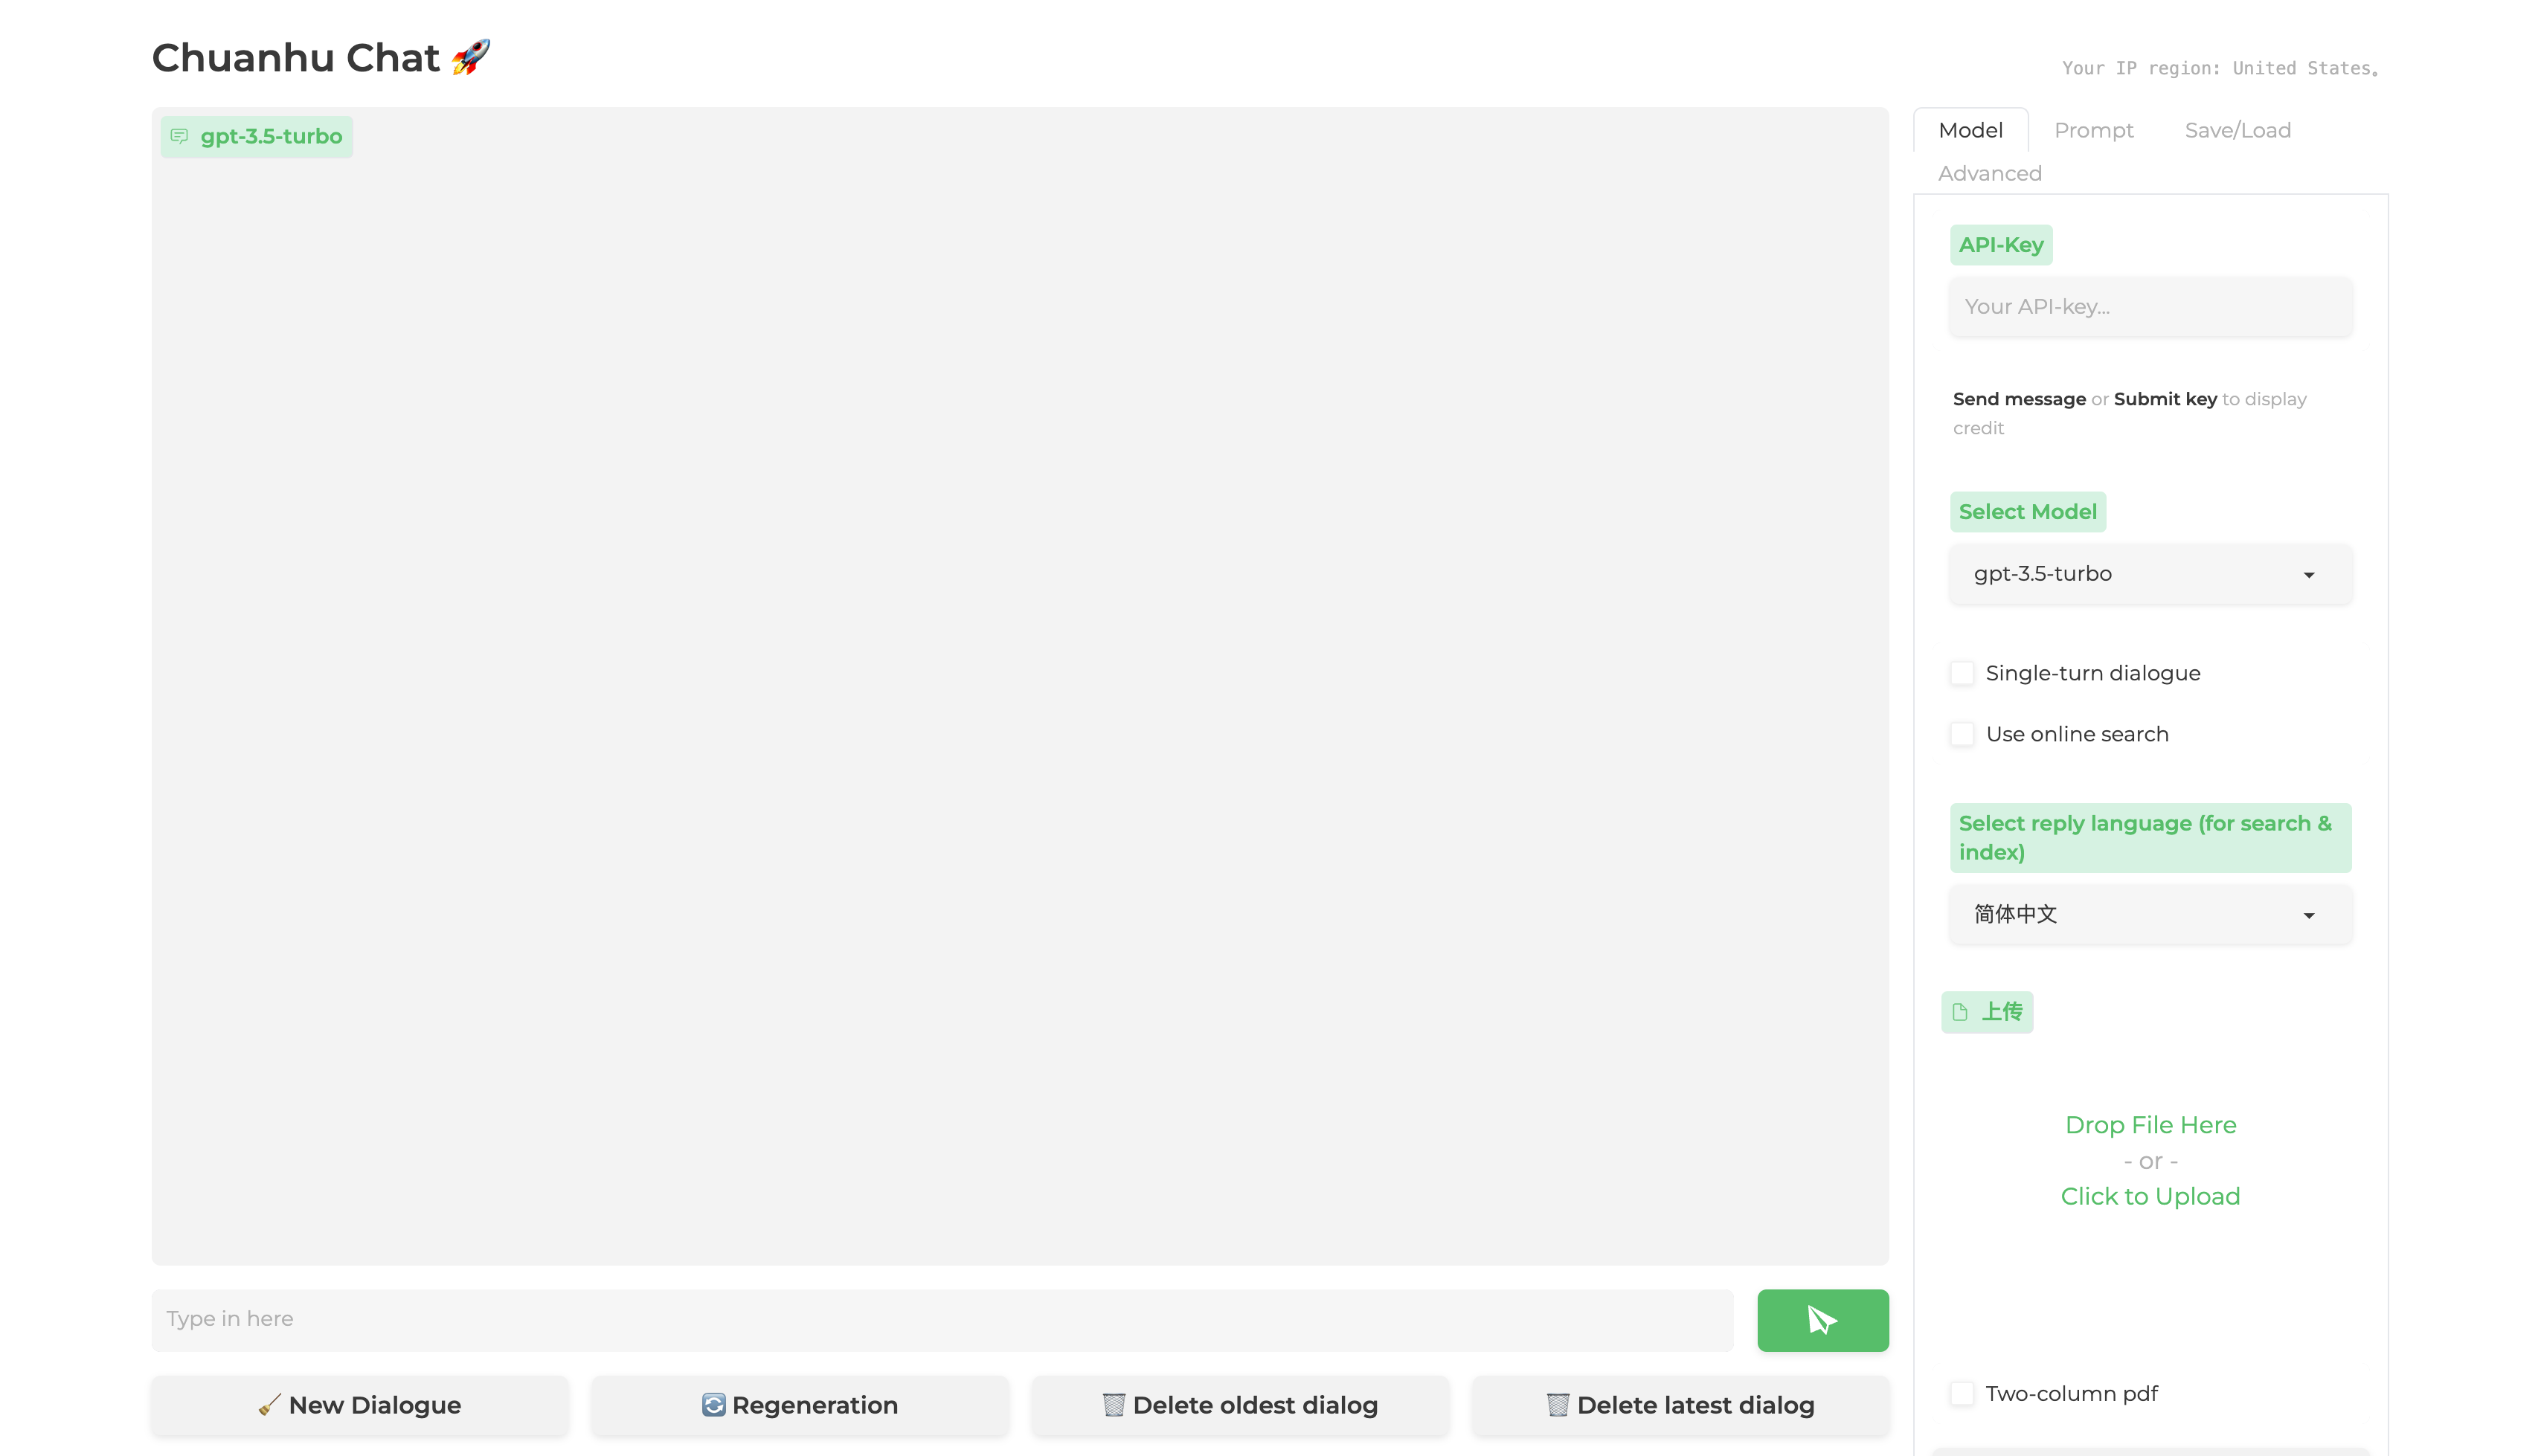 Chuanhu Chat 🚀
Your IP region: United States。
gpt-3.5-turbo
Model
Prompt
Save/Load
Advanced
API-Key
Your API-key...
Send message or Submit key to display
credit
Select Model
gpt-3.5-turbo
Single-turn dialogue
Use online search
Select reply language (for search &
index)
简体中文
上传
Drop File Here
- or -
Click to Upload
Two-column pdf
Type in here
🧹 New Dialogue
🔄 Regeneration
🗑️ Delete oldest dialog
🗑️ Delete latest dialog